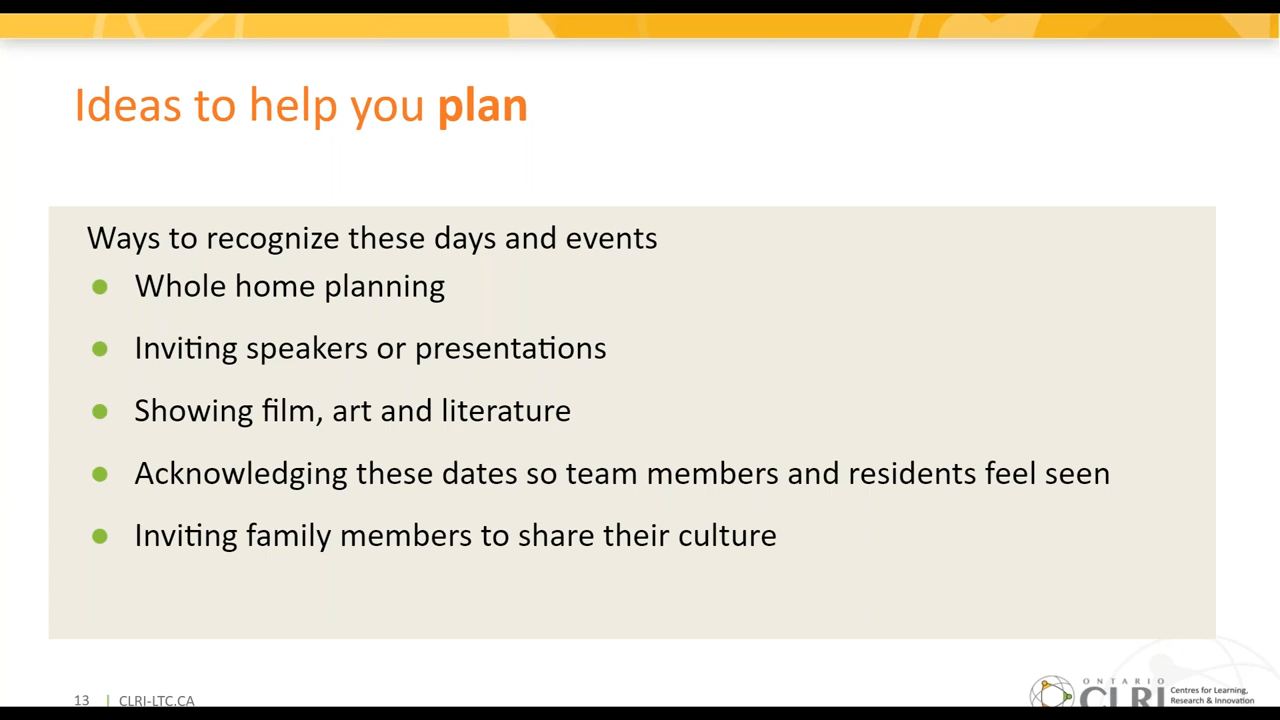 Ideas to help you plan
Ways to recognize these days and events
Whole home planning
Inviting speakers or presentations
Showing film, art and literature
Acknowledging these dates so team members and residents feel seen
Inviting family members to share their culture
13 | CLRI-LTC.CA
ONTARIO
CLRI
Centres for Learning,
Research & Innovation